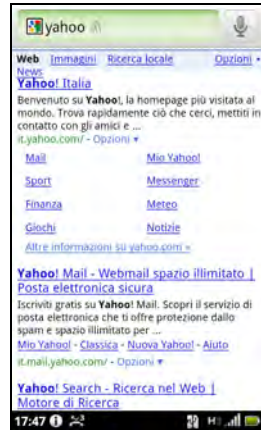 yahoo
Web Immagini Ricerca locale Opzioni
News
Yahoo! Italia
Benvenuto su Yahoo!, la homepage più visitata al
mondo. Trova rapidamente ciò che cerci, mettiti in
contatto con gli amici e ...
it.yahoo.com/ - Opzioni ▾
Mail Mio Yahoo!
Sport Messenger
Finanza Meteo
Giochi Notizie
Altre informazioni su yahoo.com »
Yahoo! Mail - Webmail spazio illimitato |
Posta elettronica sicura
Iscriviti gratis su Yahoo! Mail. Scopri il servizio di
posta elettronica che ti offre protezione dallo
spam e spazio illimitato per ...
Mio Yahoo! - Classica - Nuova Yahoo! - Aiuto
it.mail.yahoo.com/ - Opzioni ▾
Yahoo! Search - Ricerca nel Web |
Motore di Ricerca
17:47 H